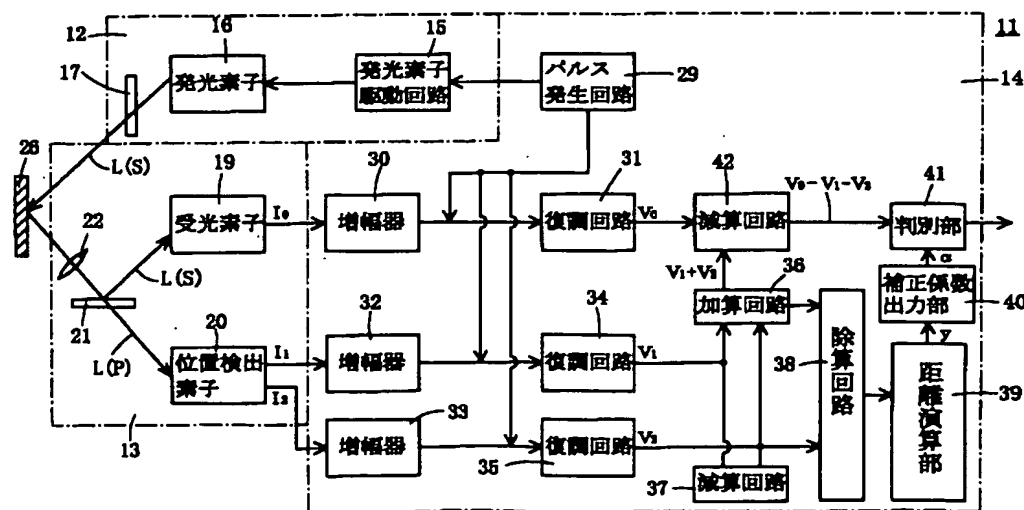 12
16
発光素子
17
15
発光素子
駆動回路
パルス
発生回路
29
11
14
26
L(S)
19
受光素子
I₀
30
増幅器
31
復調回路
V₀
42
減算回路
V₀-V₁-V₂
41
判別部
22
L(S)
21
L(P)
20
位置検出
素子
I₁
I₂
32
増幅器
34
復調回路
V₁
V₁+V₂
36
加算回路
α
補正係数
出力部
40
y
38
除算回路
39
距離演算部
13
33
増幅器
35
復調回路
V₂
37
減算回路